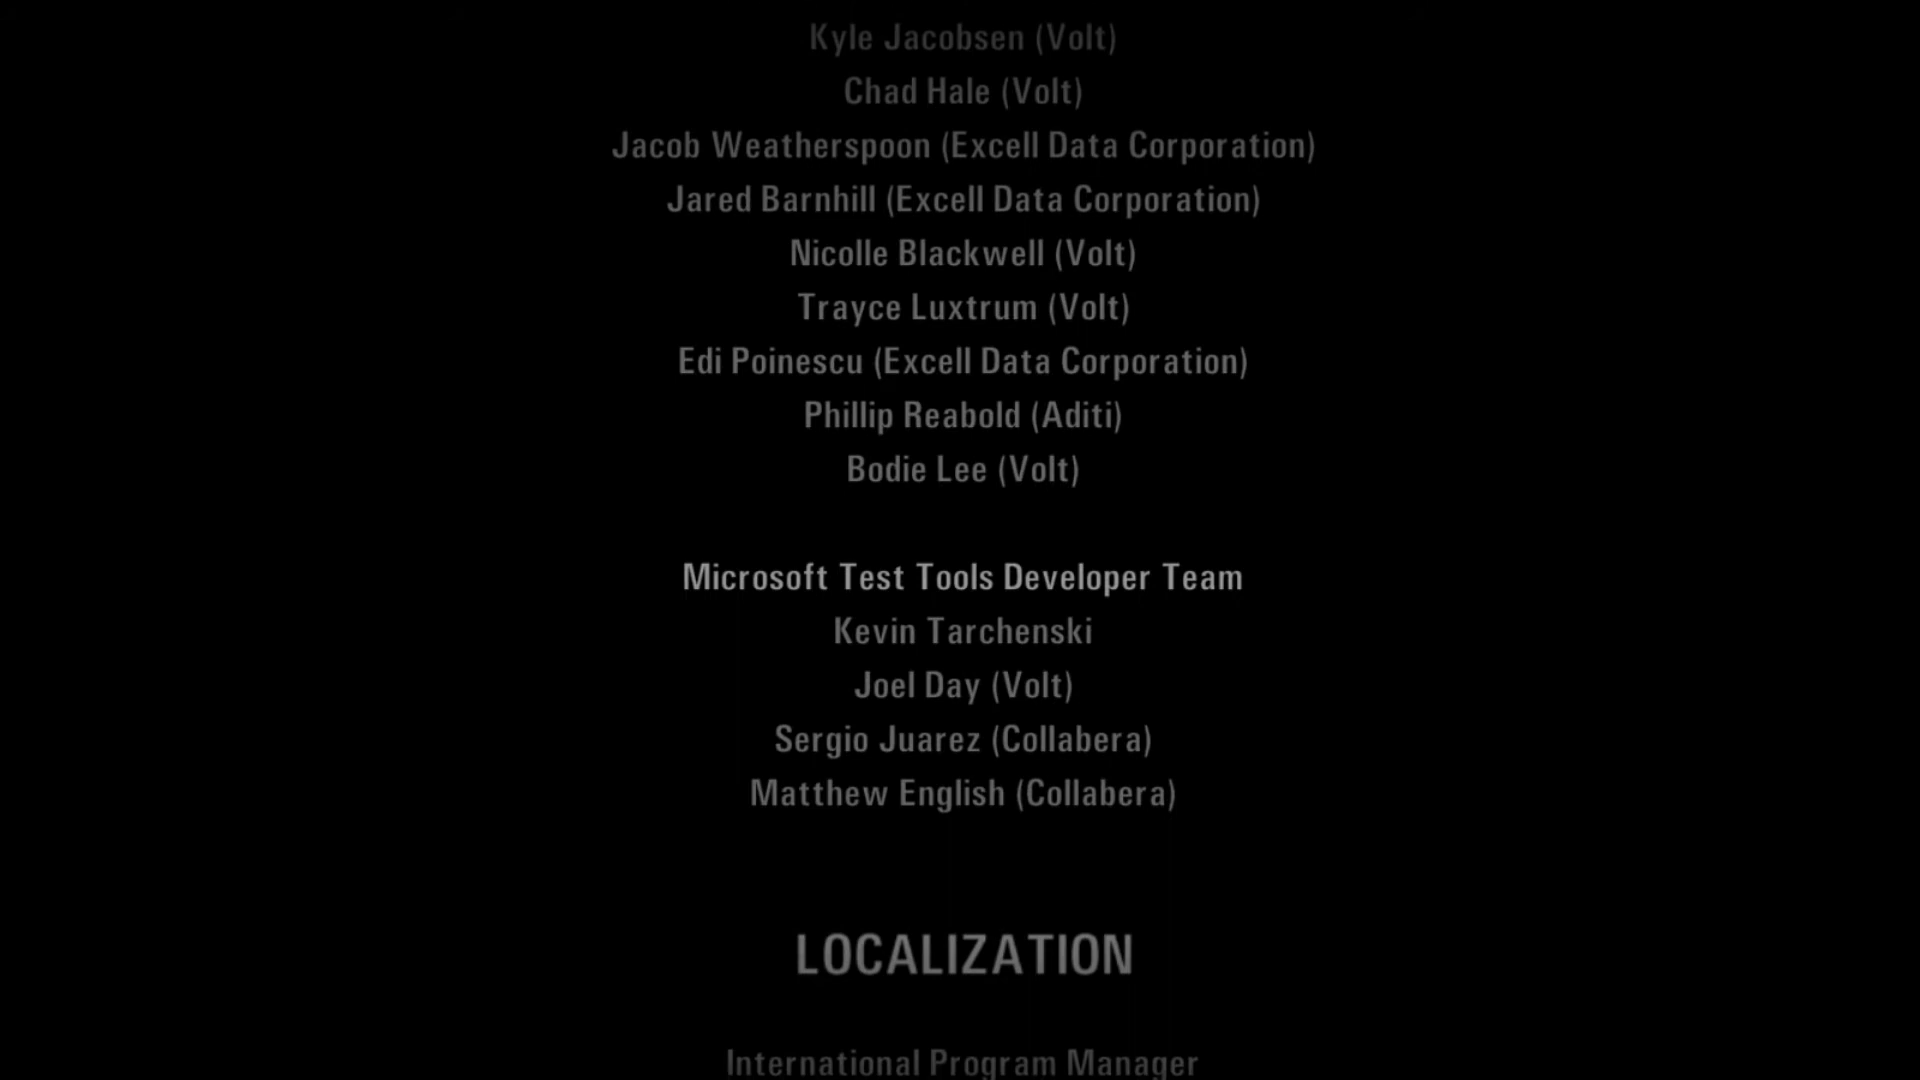 Kyle Jacobsen (Volt)
Chad Hale (Volt)
Jacob Weatherspoon (Excell Data Corporation)
Jared Barnhill (Excell Data Corporation)
Nicolle Blackwell (Volt)
Trayce Luxtrum (Volt)
Edi Poinescu (Excell Data Corporation)
Phillip Reabold (Aditi)
Bodie Lee (Volt)
Microsoft Test Tools Developer Team
Kevin Tarchenski
Joel Day (Volt)
Sergio Juarez (Collabera)
Matthew English (Collabera)
LOCALIZATION
International Program Manager